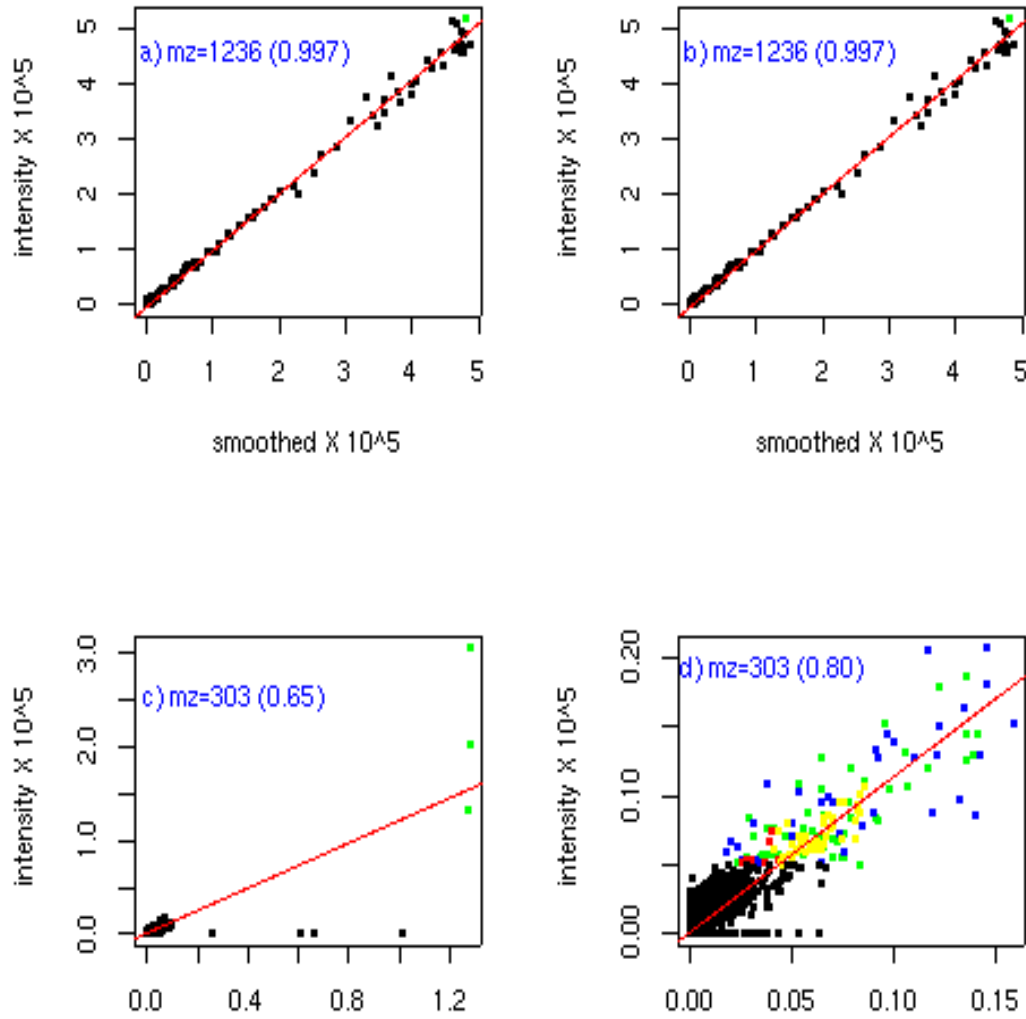 a) mz=1236 (0.997)
intensity X 10^5
0 1 2 3 4 5
0 1 2 3 4 5
smoothed X 10^5
b) mz=1236 (0.997)
intensity X 10^5
0 1 2 3 4 5
0 1 2 3 4 5
smoothed X 10^5
c) mz=303 (0.65)
intensity X 10^5
0.0 1.0 2.0 3.0
0.0 0.4 0.8 1.2
d) mz=303 (0.80)
intensity X 10^5
0.00 0.10 0.20
0.00 0.05 0.10 0.15